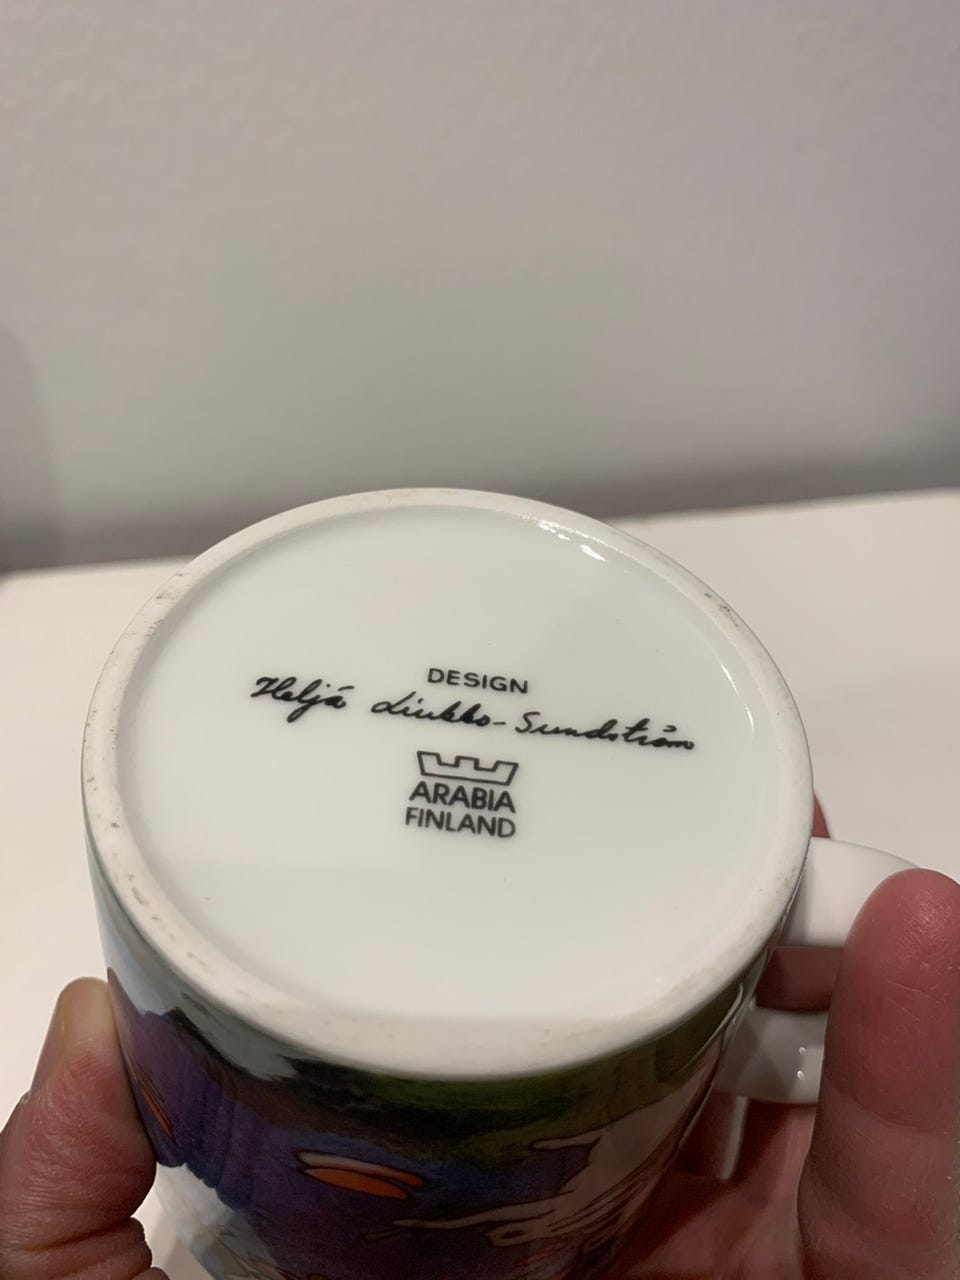 DESIGN
Heljä Liukko-Sundström
ARABIA
FINLAND